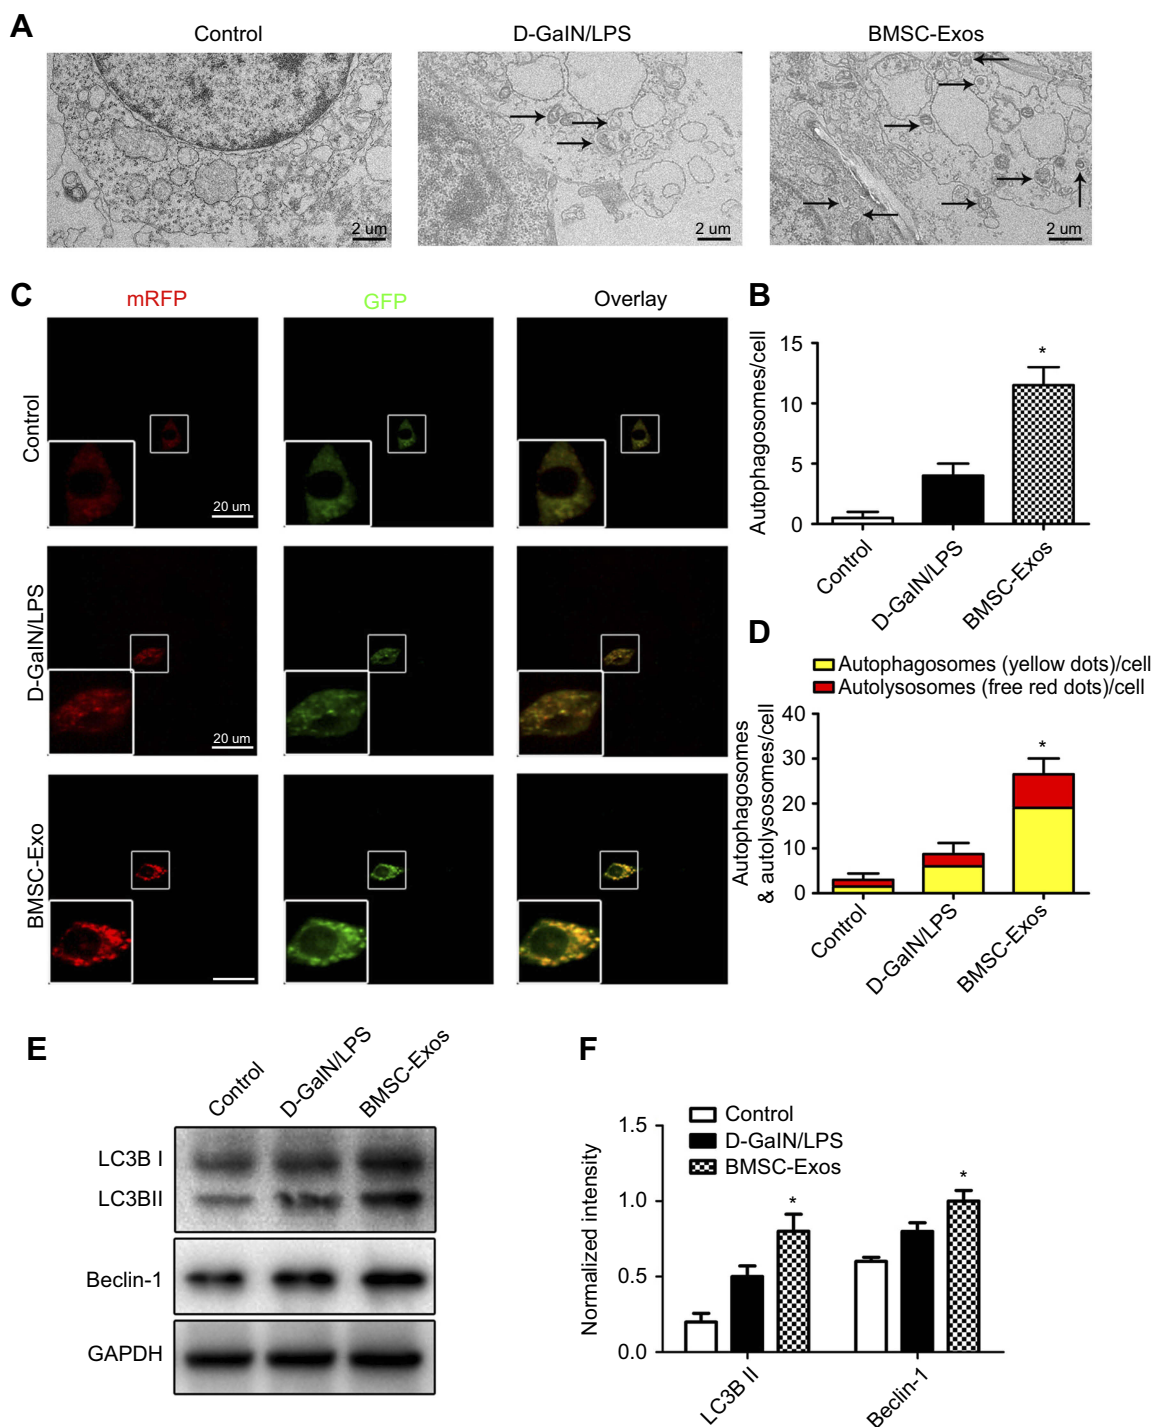 A
Control
D-GalN/LPS
BMSC-Exos
2 um
2 um
2 um
C
mRFP
GFP
Overlay
Control
20 um
D-GalN/LPS
20 um
BMSC-Exo
B
Autophagosomes/cell
15
10
5
0
*
Control
D-GalN/LPS
BMSC-Exos
D
Autophagosomes (yellow dots)/cell
Autolysosomes (free red dots)/cell
Autophagosomes
& autolysosomes/cell
40
30
20
10
0
*
Control
D-GalN/LPS
BMSC-Exos
E
Control
D-GalN/LPS
BMSC-Exos
LC3B I
LC3BII
Beclin-1
GAPDH
F
Control
D-GalN/LPS
BMSC-Exos
Normalized intensity
1.5
1.0
0.5
0.0
*
*
LC3B II
Beclin-1